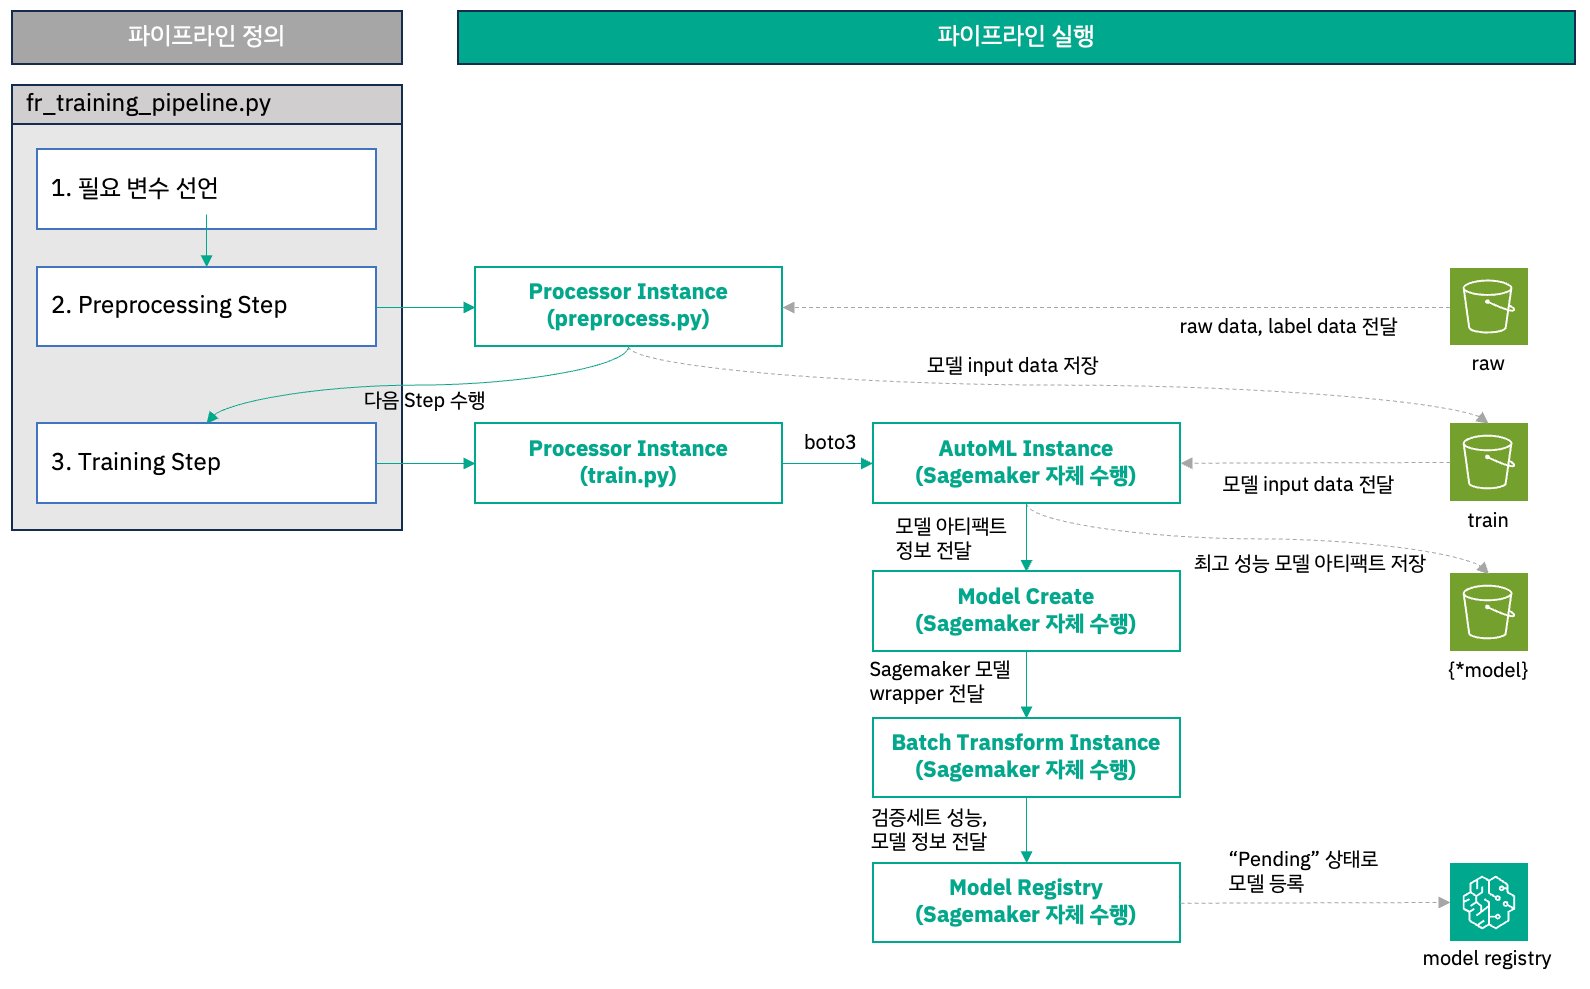 파이프라인 정의
파이프라인 실행
fr_training_pipeline.py
1. 필요 변수 선언
2. Preprocessing Step
Processor Instance
(preprocess.py)
raw data, label data 전달
raw
모델 input data 저장
다음 Step 수행
3. Training Step
Processor Instance
(train.py)
boto3
AutoML Instance
(Sagemaker 자체 수행)
모델 input data 전달
train
모델 아티팩트
정보 전달
최고 성능 모델 아티팩트 저장
Model Create
(Sagemaker 자체 수행)
{*model}
Sagemaker 모델
wrapper 전달
Batch Transform Instance
(Sagemaker 자체 수행)
검증세트 성능,
모델 정보 전달
Model Registry
(Sagemaker 자체 수행)
“Pending” 상태로
모델 등록
model registry